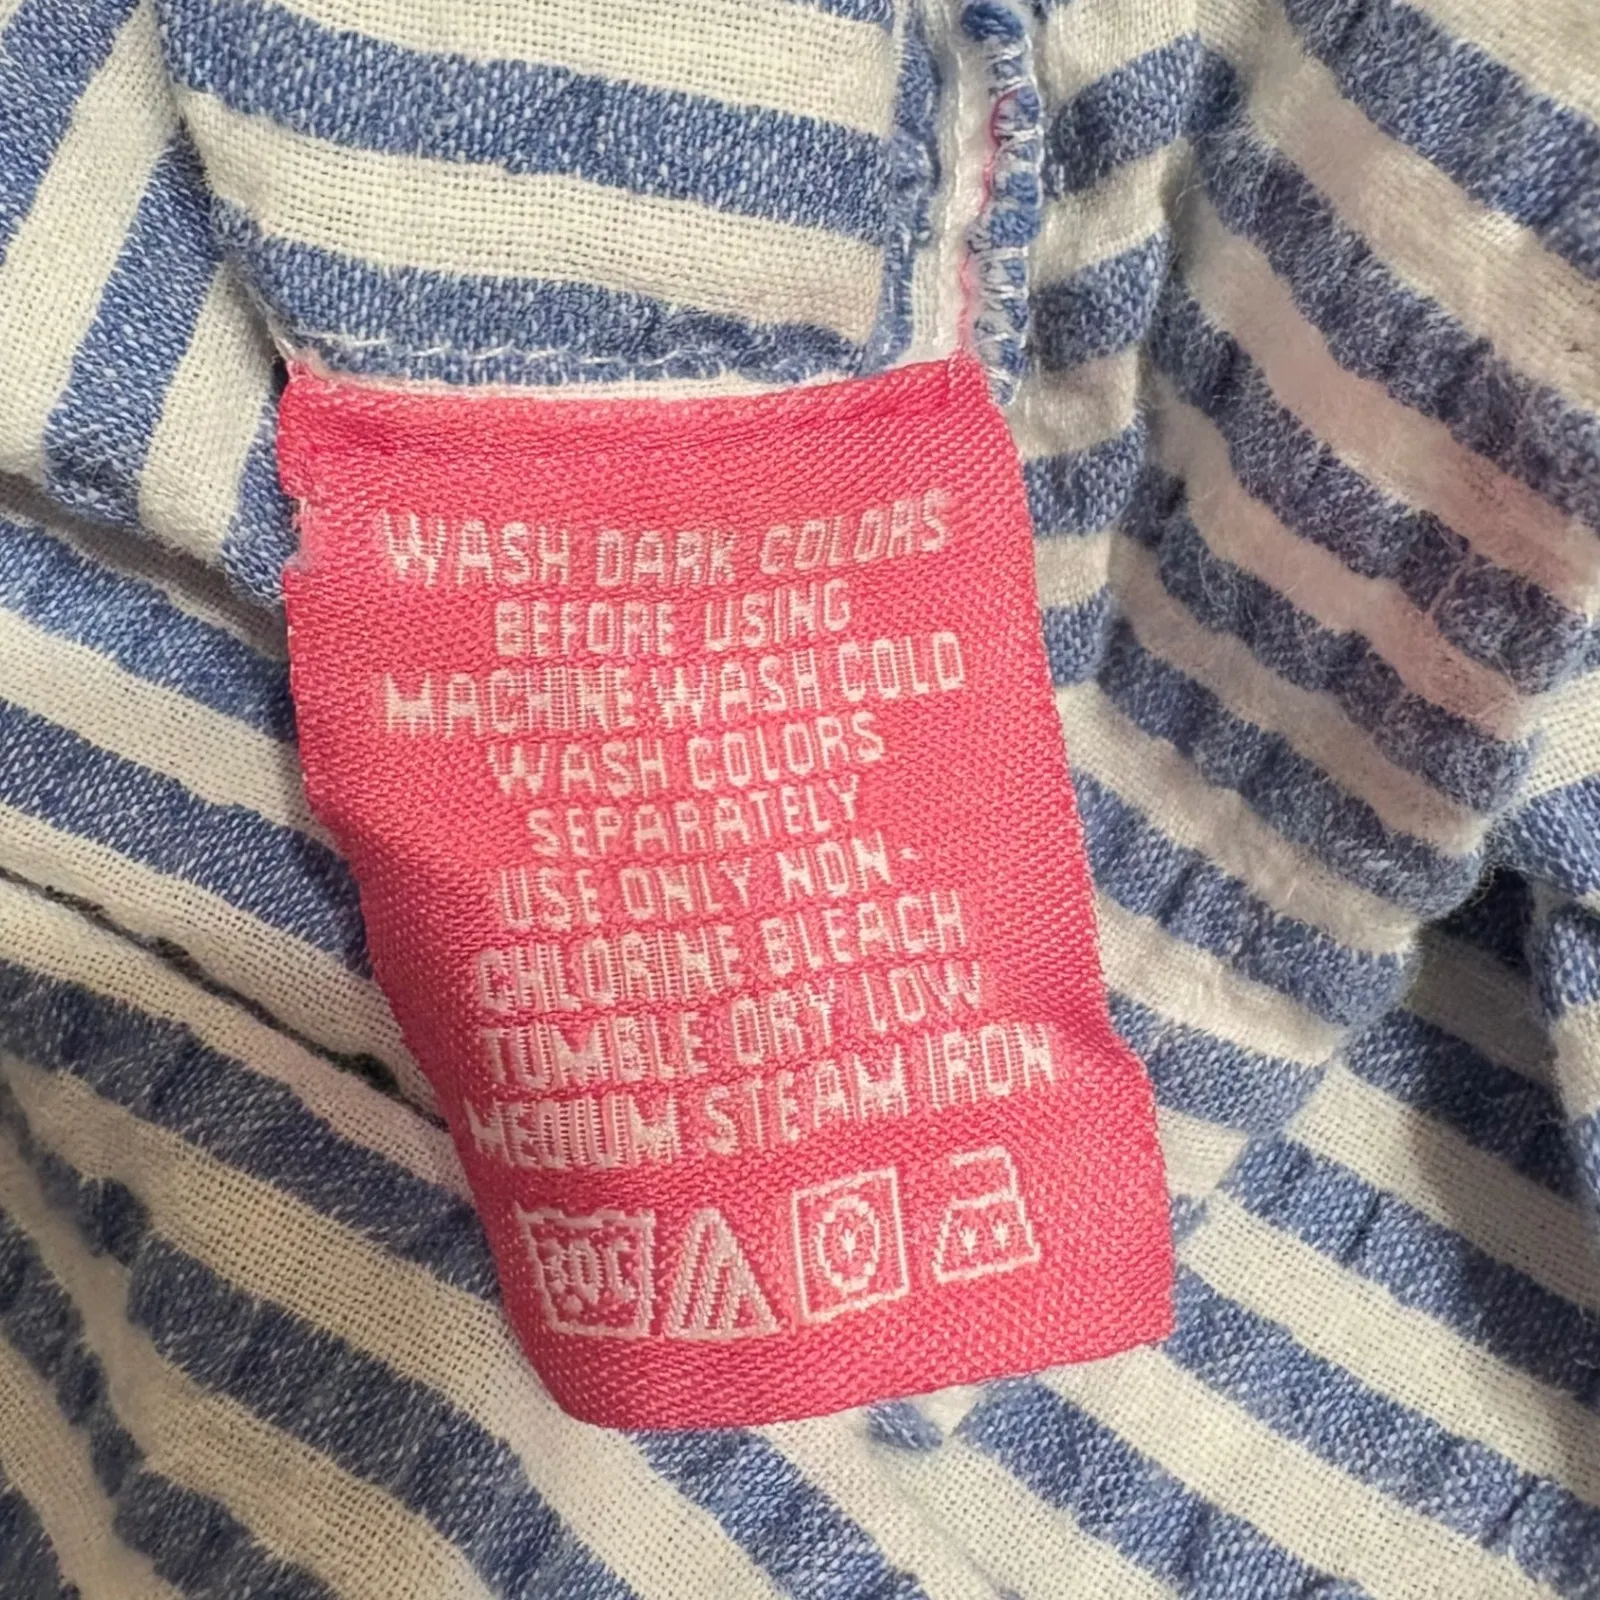 WASH DARK COLORS
BEFORE USING
MACHINE WASH COLD
WASH COLORS
SEPARATELY
USE ONLY NON-
CHLORINE BLEACH
TUMBLE DRY LOW
MEDIUM STEAM IRON
30C